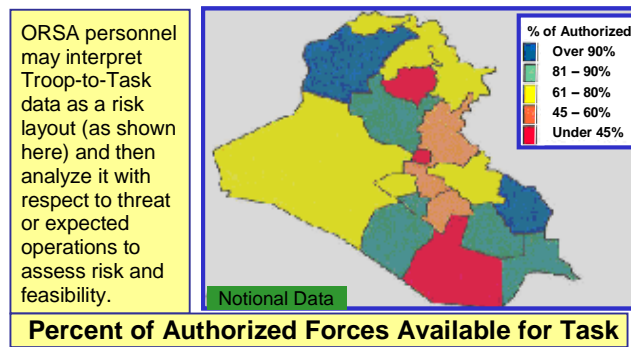 ORSA personnel
may interpret
Troop-to-Task
data as a risk
layout (as shown
here) and then
analyze it with
respect to threat
or expected
operations to
assess risk and
feasibility.
% of Authorized
Over 90%
81 – 90%
61 – 80%
45 – 60%
Under 45%
Notional Data
Percent of Authorized Forces Available for Task